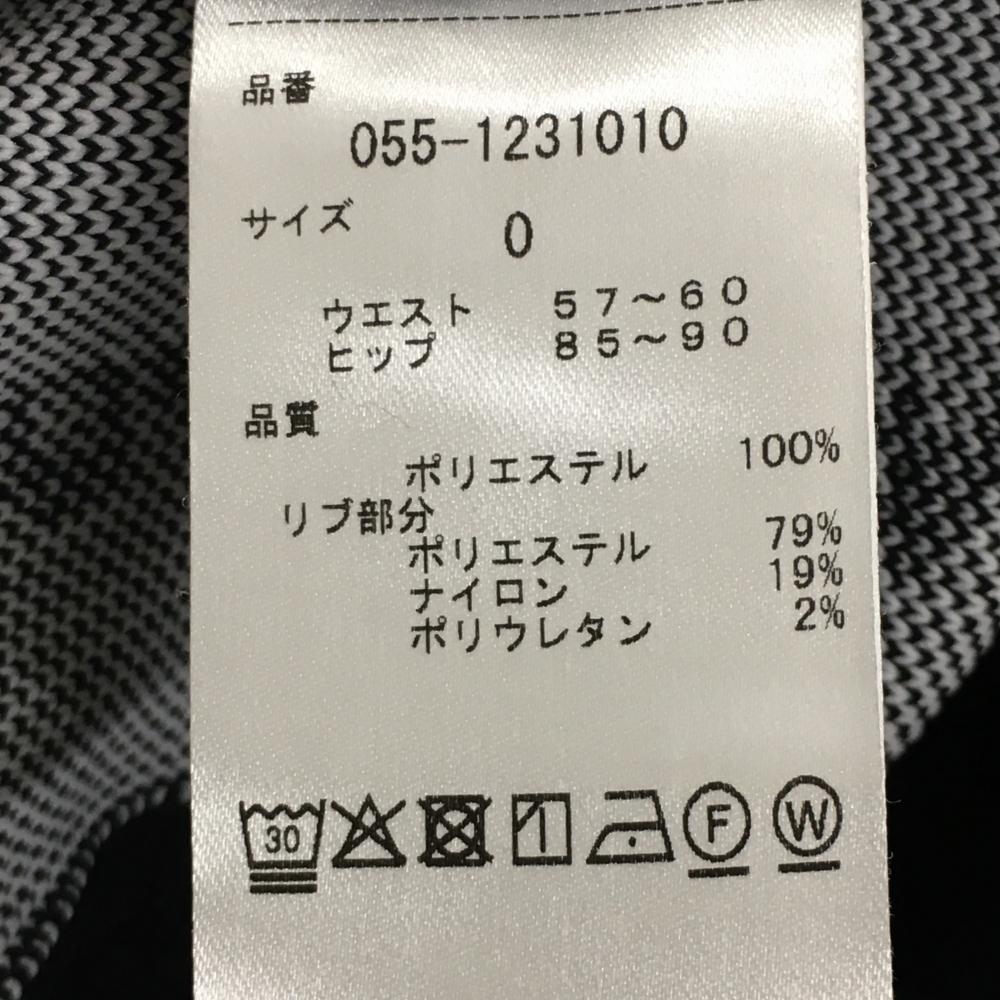 品番
055-1231010
サイズ 0
ウエスト 57～60
ヒップ 85～90
品質
ポリエステル 100%
リブ部分
ポリエステル 79%
ナイロン 19%
ポリウレタン 2%
30 F W